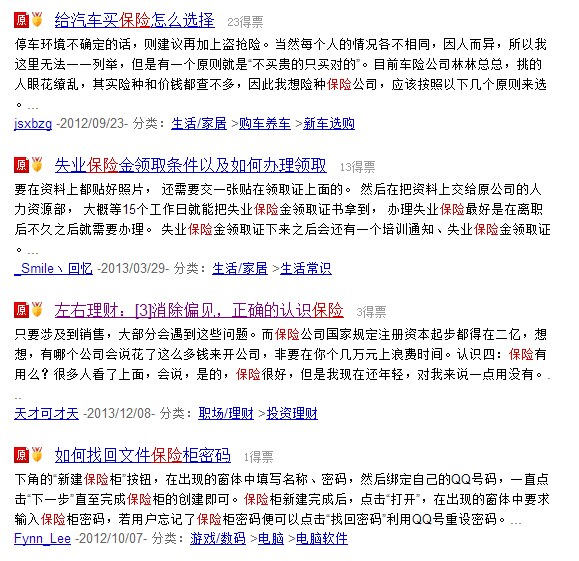 原 给汽车买保险怎么选择 23得票
停车环境不确定的话，则建议再加上盗抢险。当然每个人的情况各不相同，因人而异，所以我
这里无法一一列举，但是有一个原则就是“不买贵的只买对的”。目前车险公司林林总总，挑的
人眼花缭乱，其实险种和价钱都查不多，因此我想险种保险公司，应该按照以下几个原则来选
。...
jsxbzg -2012/09/23- 分类：生活/家居 >购车养车 >新车选购
原 失业保险金领取条件以及如何办理领取 13得票
要在资料上都贴好照片， 还需要交一张贴在领取证上面的。 然后在把资料上交给原公司的人
力资源部， 大概等15个工作日就能把失业保险金领取证书拿到， 办理失业保险最好是在离职
后不久之后就需要办理。 失业保险金领取证下来之后会还有一个培训通知、失业保险金领取证
。...
_Smile丶回忆 -2013/03/29- 分类：生活/家居 >生活常识
原 左右理财：[3]消除偏见，正确的认识保险 3得票
只要涉及到销售，大部分会遇到这些问题。而保险公司国家规定注册资本起步都得在二亿，想
想，有哪个公司会说花了这么多钱来开公司，非要在你个几万元上浪费时间。认识四：保险有
用么？很多人看了上面，会说，是的，保险很好，但是我现在还年轻，对我来说一点用没有。.
..
天才可才天 -2013/12/08- 分类：职场/理财 >投资理财
原 如何找回文件保险柜密码 1得票
下角的“新建保险柜”按钮，在出现的窗体中填写名称、密码，然后绑定自己的QQ号码，一直点
击“下一步”直至完成保险柜的创建即可。保险柜新建完成后，点击“打开”，在出现的窗体中要求
输入保险柜密码，若用户忘记了保险柜密码便可以点击“找回密码”利用QQ号重设密码。...
Fynn_Lee -2012/10/07- 分类：游戏/数码 >电脑 >电脑软件